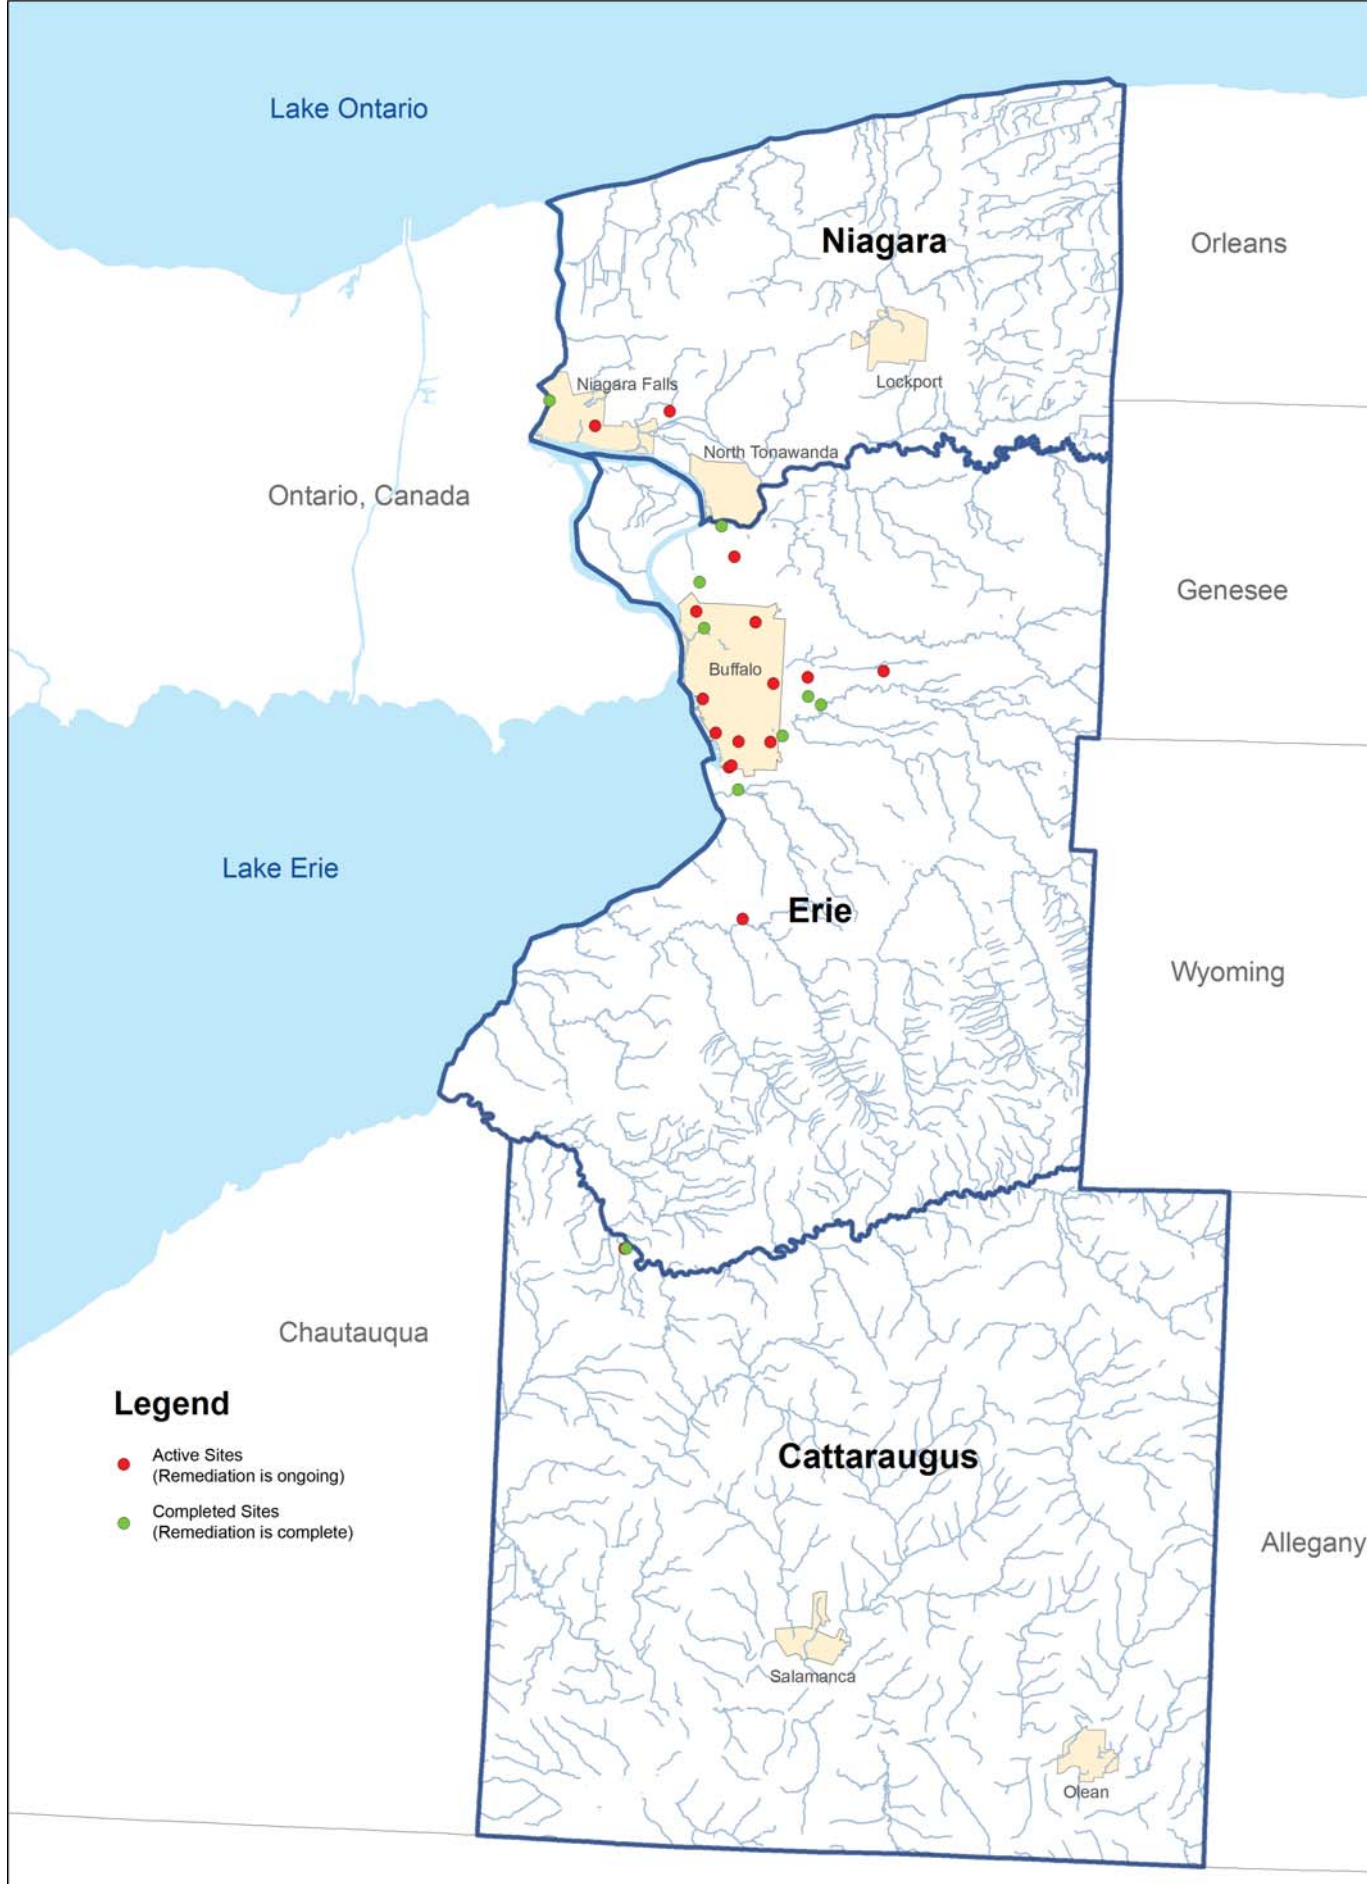 Lake Ontario
Niagara
Orleans
Niagara Falls
Lockport
North Tonawanda
Ontario, Canada
Genesee
Buffalo
Lake Erie
Erie
Wyoming
Chautauqua
Legend
Active Sites
(Remediation is ongoing)
Completed Sites
(Remediation is complete)
Cattaraugus
Allegany
Salamanca
Olean